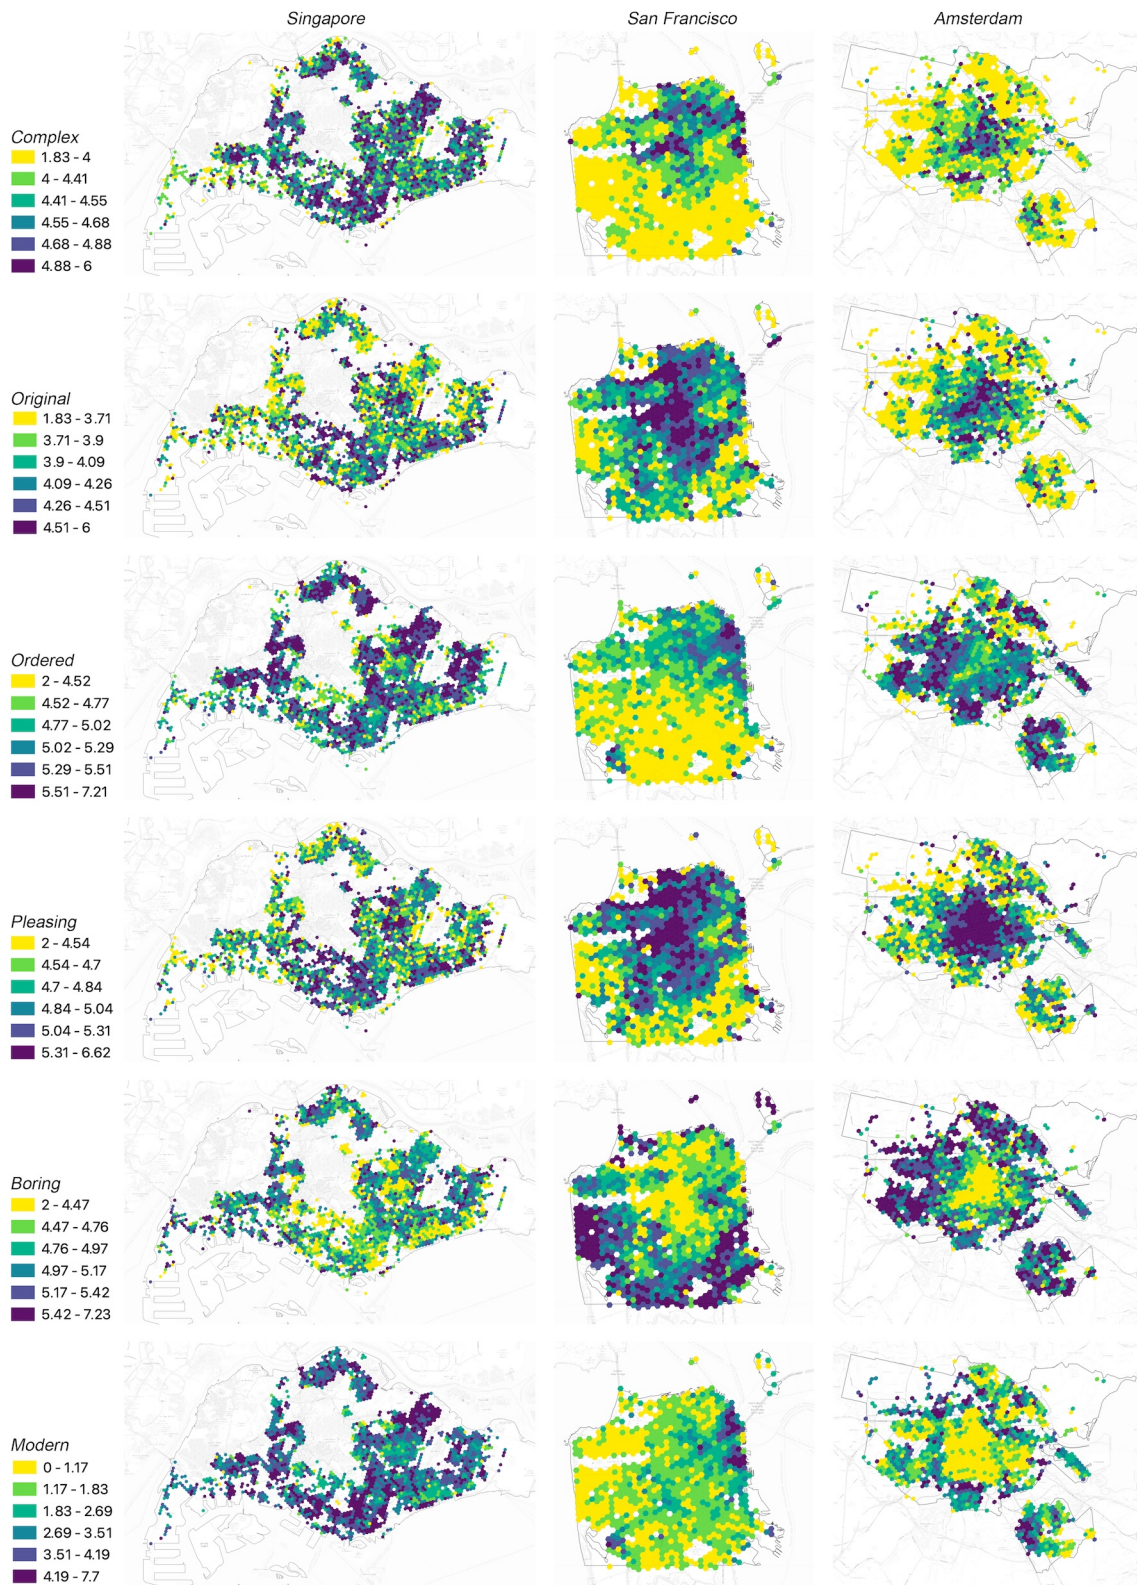 Singapore
San Francisco
Amsterdam
Complex
1.83 - 4
4 - 4.41
4.41 - 4.55
4.55 - 4.68
4.68 - 4.88
4.88 - 6
Original
1.83 - 3.71
3.71 - 3.9
3.9 - 4.09
4.09 - 4.26
4.26 - 4.51
4.51 - 6
Ordered
2 - 4.52
4.52 - 4.77
4.77 - 5.02
5.02 - 5.29
5.29 - 5.51
5.51 - 7.21
Pleasing
2 - 4.54
4.54 - 4.7
4.7 - 4.84
4.84 - 5.04
5.04 - 5.31
5.31 - 6.62
Boring
2 - 4.47
4.47 - 4.76
4.76 - 4.97
4.97 - 5.17
5.17 - 5.42
5.42 - 7.23
Modern
0 - 1.17
1.17 - 1.83
1.83 - 2.69
2.69 - 3.51
3.51 - 4.19
4.19 - 7.7